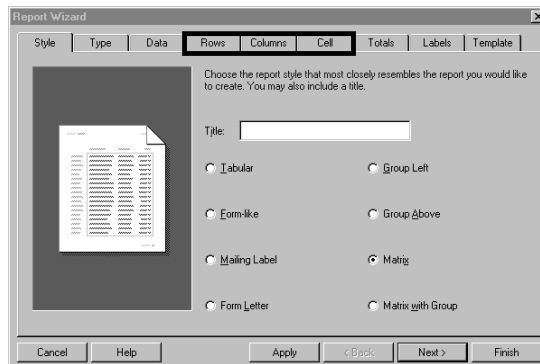 Report Wizard
Style Type Data Rows Columns Cell Totals Labels Template
Choose the report style that most closely resembles the report you would like
to create. You may also include a title.
Title:
Tabular Group Left
Form-like Group Above
Mailing Label Matrix
Form Letter Matrix with Group
Cancel Help Apply < Back Next > Finish